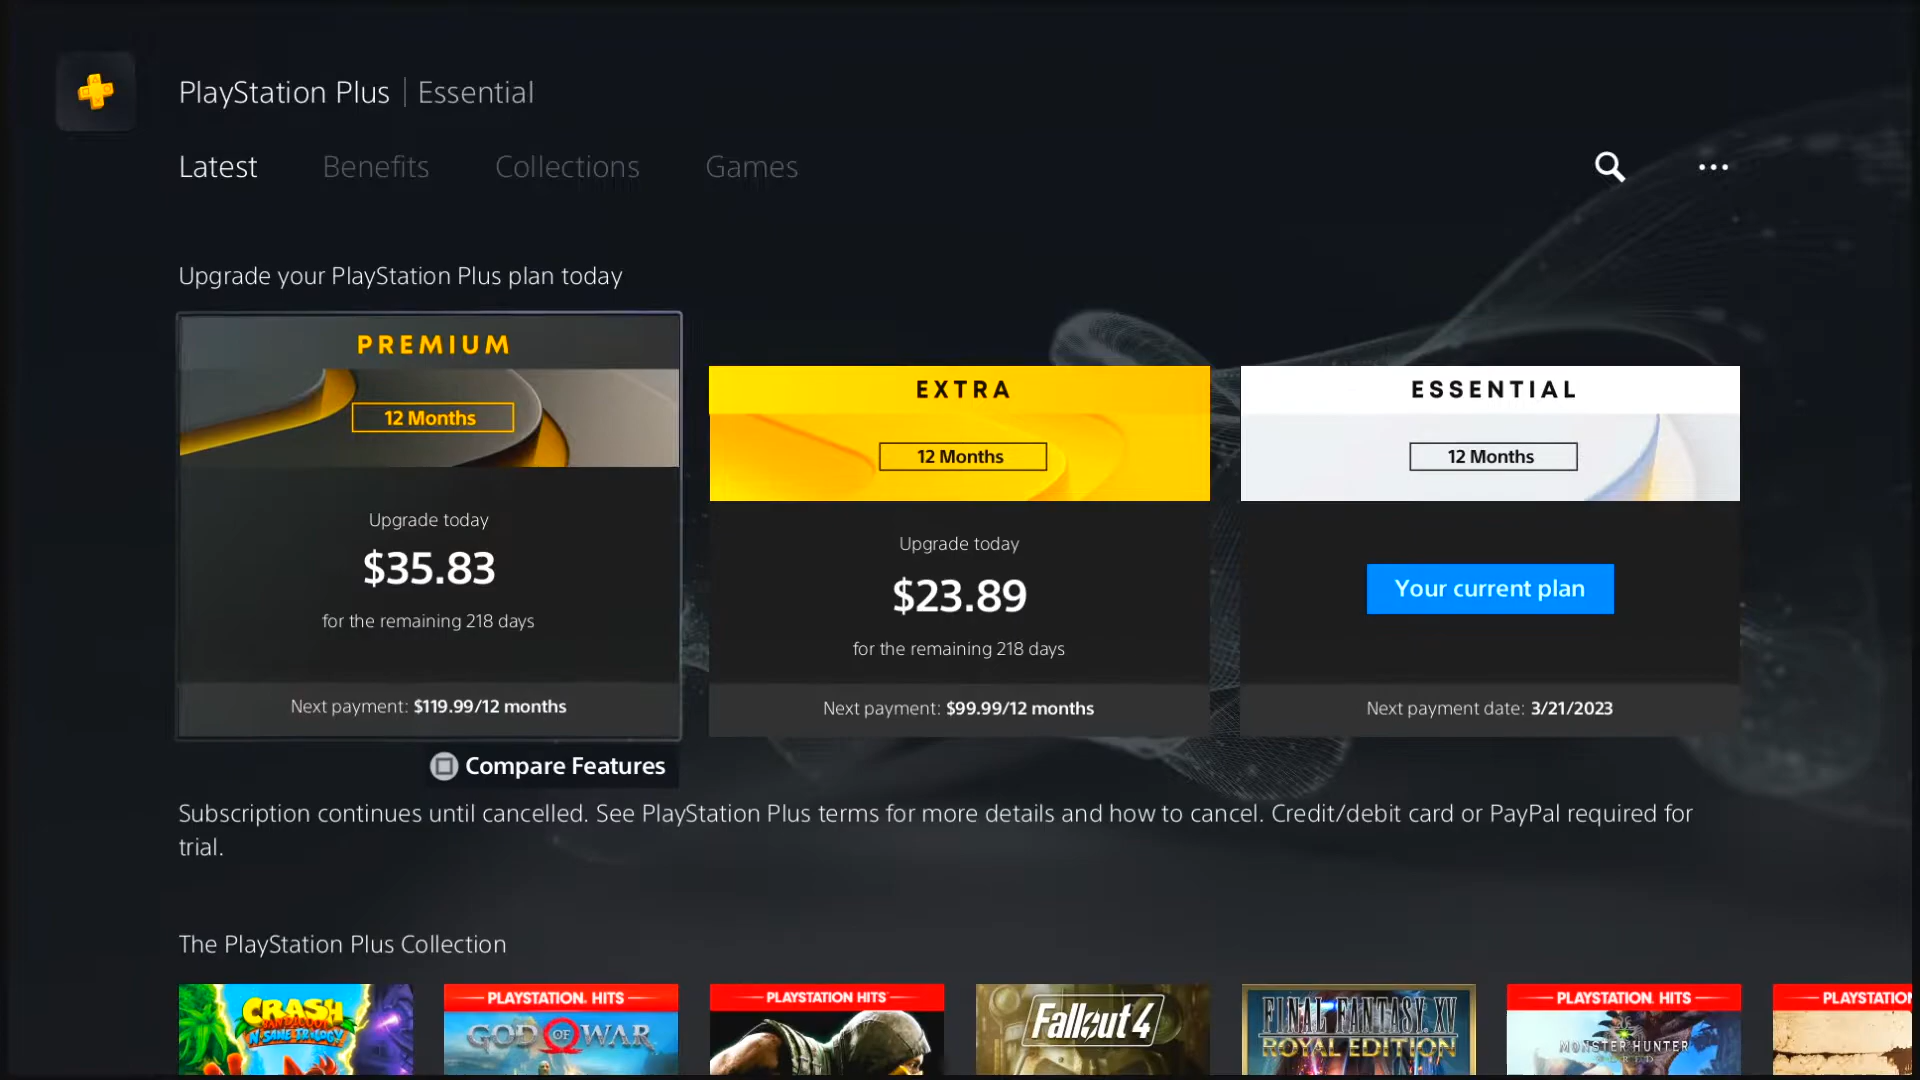 PlayStation Plus | Essential
Latest
Benefits
Collections
Games
Upgrade your PlayStation Plus plan today
PREMIUM
12 Months
Upgrade today
$35.83
for the remaining 218 days
Next payment: $119.99/12 months
EXTRA
12 Months
Upgrade today
$23.89
for the remaining 218 days
Next payment: $99.99/12 months
ESSENTIAL
12 Months
Your current plan
Next payment date: 3/21/2023
Compare Features
Subscription continues until cancelled. See PlayStation Plus terms for more details and how to cancel. Credit/debit card or PayPal required for
trial.
The PlayStation Plus Collection
CRASH
BANDICOOT
N. SANE TRILOGY
PLAYSTATION HITS
GOD OF WAR
PLAYSTATION HITS
Fallout 4
FINAL FANTASY XV
ROYAL EDITION
PLAYSTATION HITS
MONSTER HUNTER
WORLD
PLAYSTATION